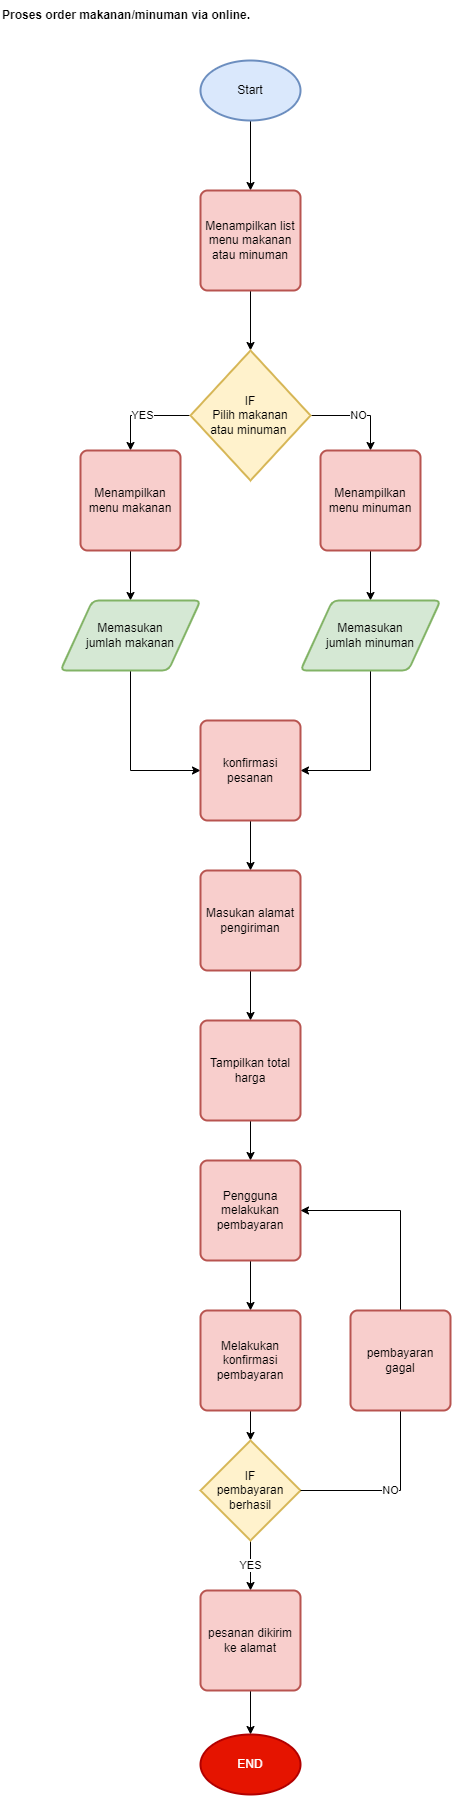 Proses order makanan/minuman via online.
Start
Menampilkan list
menu makanan
atau minuman
IF
Pilih makanan
atau minuman
YES
NO
Menampilkan
menu makanan
Menampilkan
menu minuman
Memasukan
jumlah makanan
Memasukan
jumlah minuman
konfirmasi
pesanan
Masukan alamat
pengiriman
Tampilkan total
harga
Pengguna
melakukan
pembayaran
Melakukan
konfirmasi
pembayaran
pembayaran
gagal
IF
pembayaran
berhasil
NO
YES
pesanan dikirim
ke alamat
END